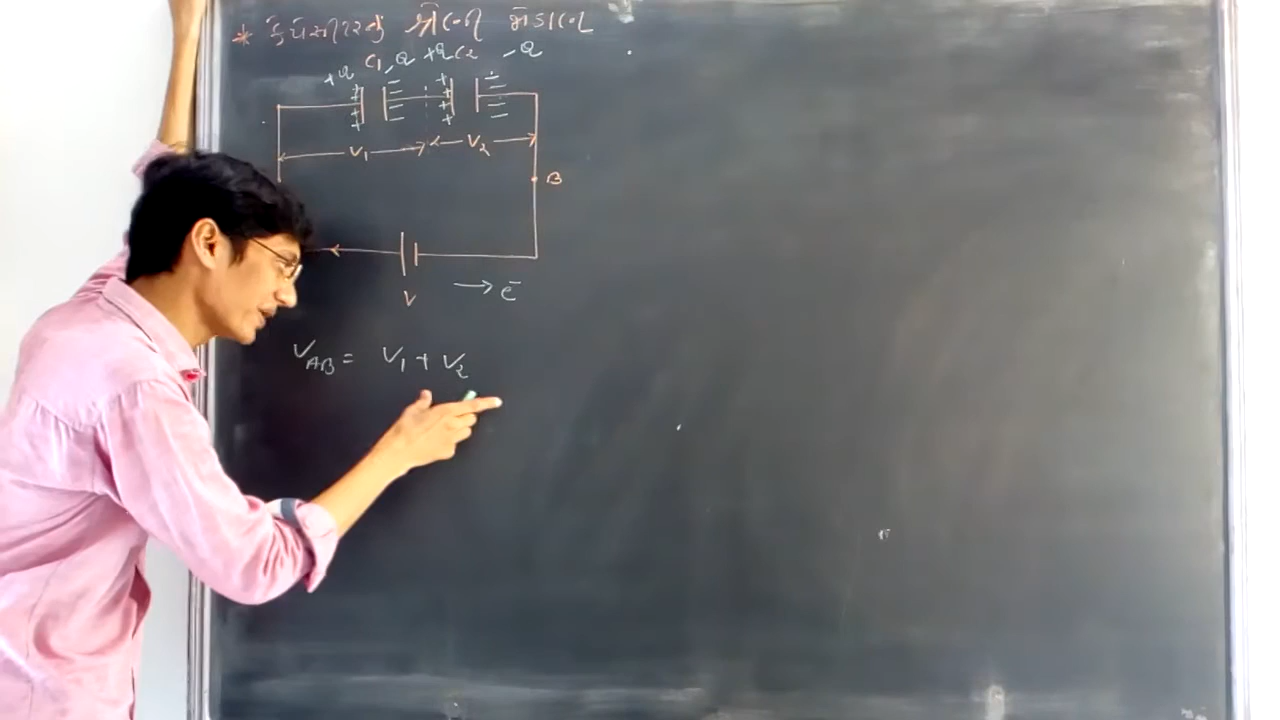 * કેપેસીટરનું શ્રેણીજોડાણ
+Q C1 -Q +Q C2 -Q
V1 V2
B
V → e⁻
VAB = V1 + V2